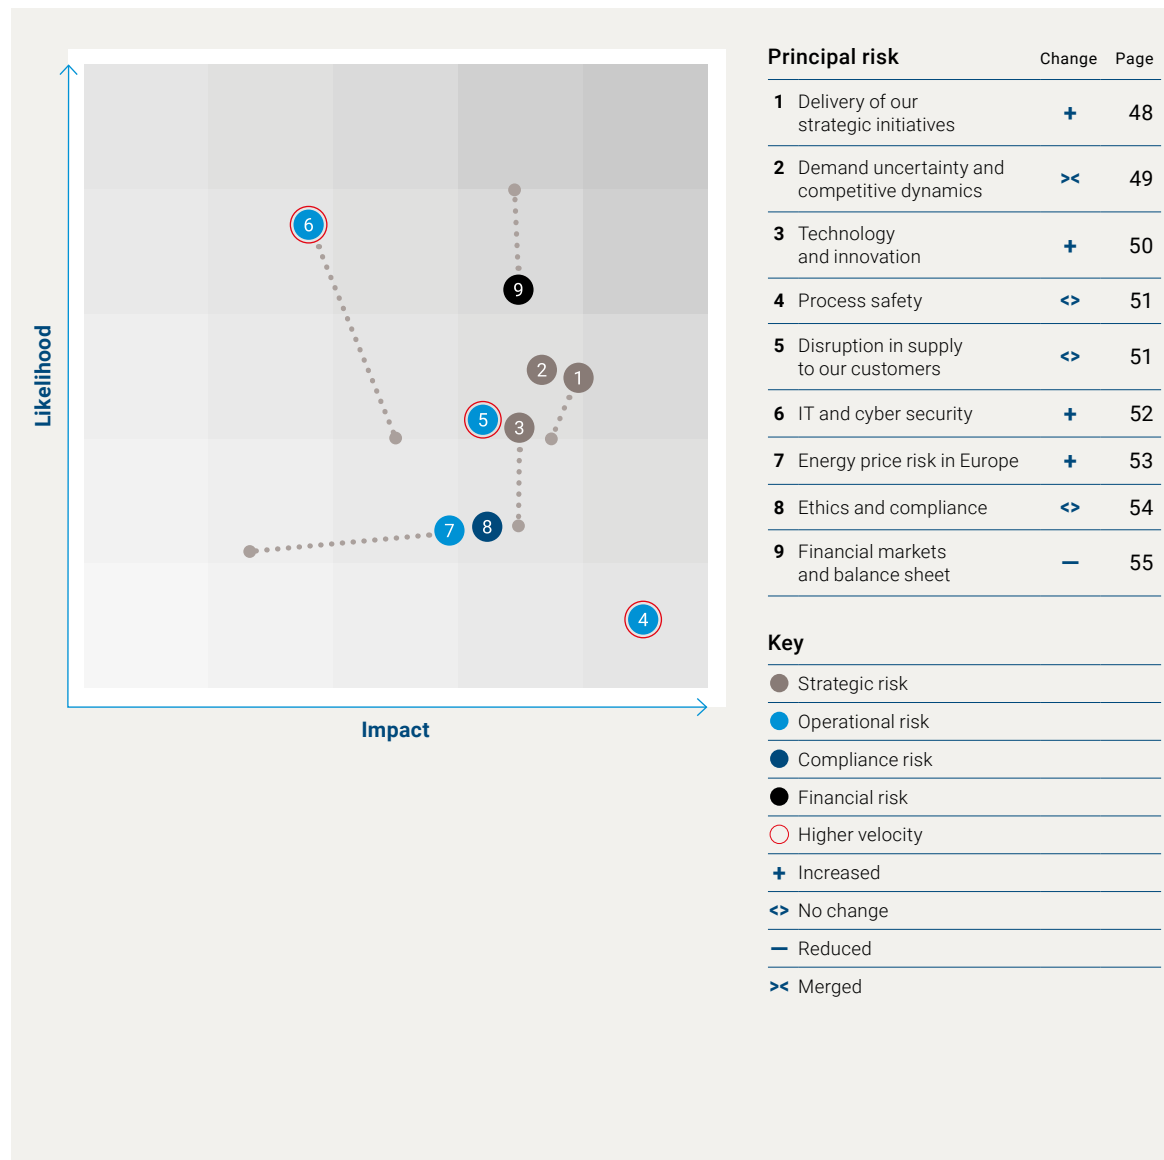 Likelihood
Impact
6
9
2
1
5
3
7
8
4
Principal risk Change Page
1 Delivery of our
strategic initiatives + 48
2 Demand uncertainty and
competitive dynamics >< 49
3 Technology
and innovation + 50
4 Process safety <> 51
5 Disruption in supply
to our customers <> 51
6 IT and cyber security + 52
7 Energy price risk in Europe + 53
8 Ethics and compliance <> 54
9 Financial markets
and balance sheet — 55
Key
Strategic risk
Operational risk
Compliance risk
Financial risk
Higher velocity
+ Increased
<> No change
— Reduced
>< Merged